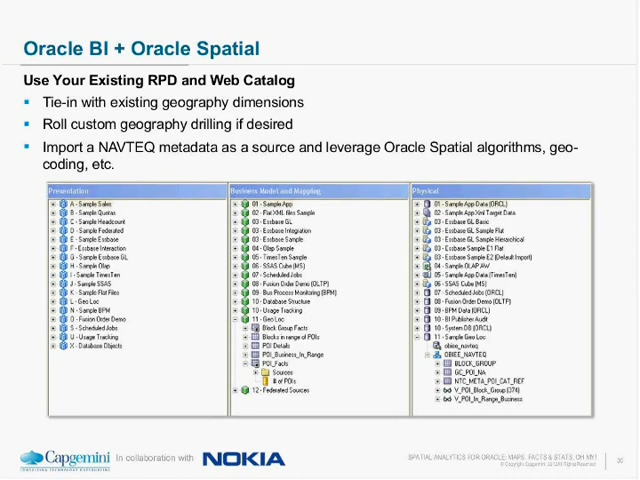 Oracle BI + Oracle Spatial
Use Your Existing RPD and Web Catalog
Tie-in with existing geography dimensions
Roll custom geography drilling if desired
Import a NAVTEQ metadata as a source and leverage Oracle Spatial algorithms, geo-
coding, etc.
Presentation
A - Sample Sales
B - Sample Quotas
C - Sample Headcount
D - Sample Federated
E - Sample Essbase
F - Essbase Interaction
G - Sample Essbase GL
H - Sample Olap
I - Sample TimesTen
J - Sample SSAS
K - Sample Flat Files
L - Geo Loc
N - Sample BPM
O - Fusion Order Demo
S - Scheduled Jobs
U - Usage Tracking
X - Database Objects
Business Model and Mapping
01 - Sample App
02 - Flat XML files Sample
03 - Essbase GL
03 - Essbase Integration
03 - Essbase Sample
04 - Olap Sample
05 - TimesTen Sample
06 - SSAS Cube (MS)
07 - Scheduled Jobs
08 - Fusion Order Demo (OLTP)
09 - Bus Process Monitoring (BPM)
10 - Database Structure
10 - Usage Tracking
11 - Geo Loc
Block Group Facts
Blocks in range of POIs
POI Details
POI_Business_In_Range
POI_Facts
Sources
# of POIs
12 - Federated Sources
Physical
01 - Sample App Data (ORCL)
02 - Sample App Xml Target Data
03 - Essbase GL Basic
03 - Essbase GL Sample Flat
03 - Essbase GL Sample Hierarchical
03 - Essbase Sample E1 Flat
03 - Essbase Sample E2 (Default Import)
04 - Sample OLAP AW
05 - Sample App Data (TimesTen)
06 - Essbase Cube (MS)
07 - Scheduled Jobs (ORCL)
08 - Fusion Order Demo (OLTP)
09 - BPM Data (ORCL)
10 - BI Publisher Audit
10 - System DB (ORCL)
11 - Sample Geo Loc
obiee_navteq
OBIEE_NAVTEQ
BLOCK_GROUP
GC_POI_NA
NTC_META_POI_CAT_REF
V_POI_Block_Group (374)
V_POI_In_Range_Business
Capgemini
CONSULTING.TECHNOLOGY.OUTSOURCING
In collaboration with
NOKIA
SPATIAL ANALYTICS FOR ORACLE: MAPS, FACTS & STATS, OH MY!
30